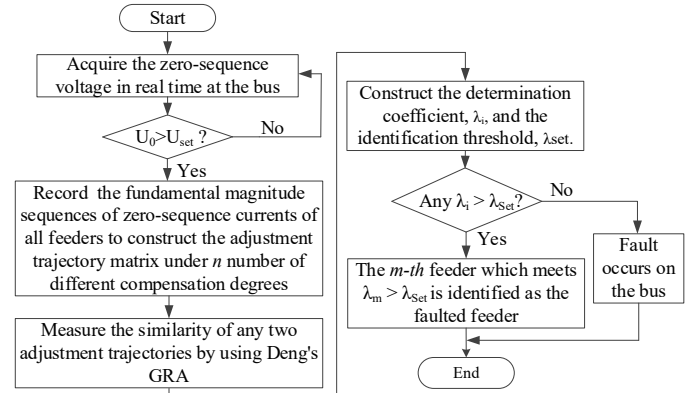 Start
Acquire the zero-sequence
voltage in real time at the bus
U₀>Uset ?
No
Yes
Record the fundamental magnitude
sequences of zero-sequence currents of
all feeders to construct the adjustment
trajectory matrix under n number of
different compensation degrees
Measure the similarity of any two
adjustment trajectories by using Deng's
GRA
Construct the determination
coefficient, λi, and the
identification threshold, λset.
Any λi > λSet?
No
Yes
The m-th feeder which meets
λm > λSet is identified as the
faulted feeder
Fault
occurs on
the bus
End